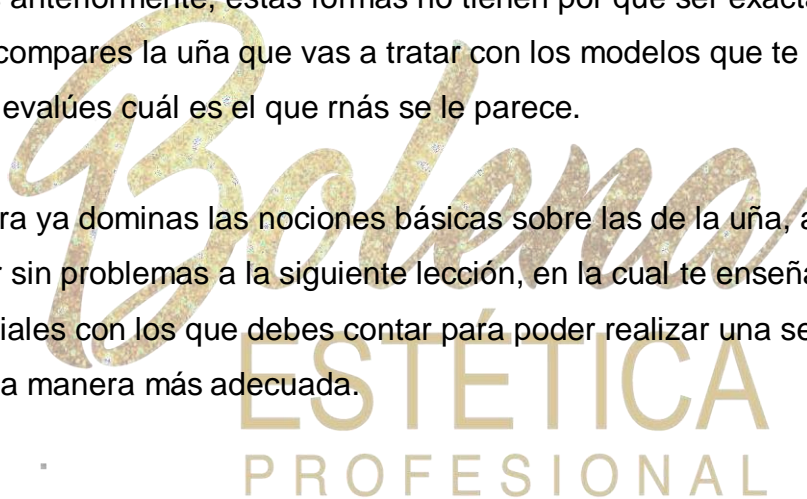 anteriormente, estas formas no tienen por qué ser
compares la uña que vas a tratar con los modelos que te
evalúes cuál es el que rnás se le parece.
ra ya dominas las nociones básicas sobre las de la uña, a
r sin problemas a la siguiente lección, en la cual te enseña
iales con los que debes contar para poder realizar una se
a manera más adecuada.
Bolena
ESTÉTICA
PROFESIONAL